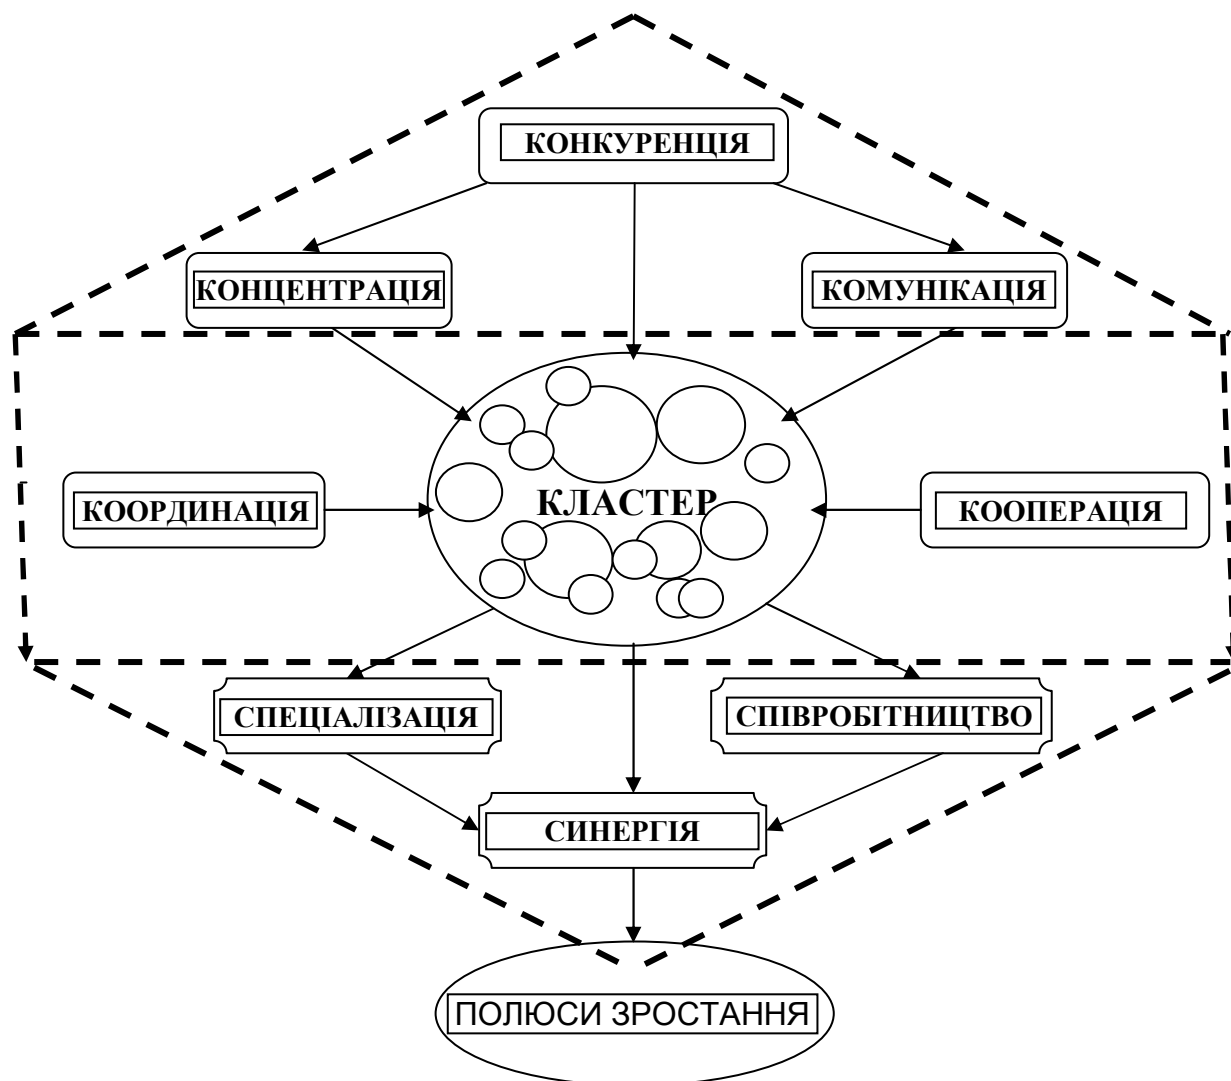 КОНКУРЕНЦІЯ
КОНЦЕНТРАЦІЯ
КОМУНІКАЦІЯ
КООРДИНАЦІЯ
КЛАСТЕР
КООПЕРАЦІЯ
СПЕЦІАЛІЗАЦІЯ
СПІВРОБІТНИЦТВО
СИНЕРГІЯ
ПОЛЮСИ ЗРОСТАННЯ